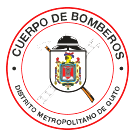 CUERPO DE BOMBEROS
DISTRITO METROPOLITANO DE QUITO